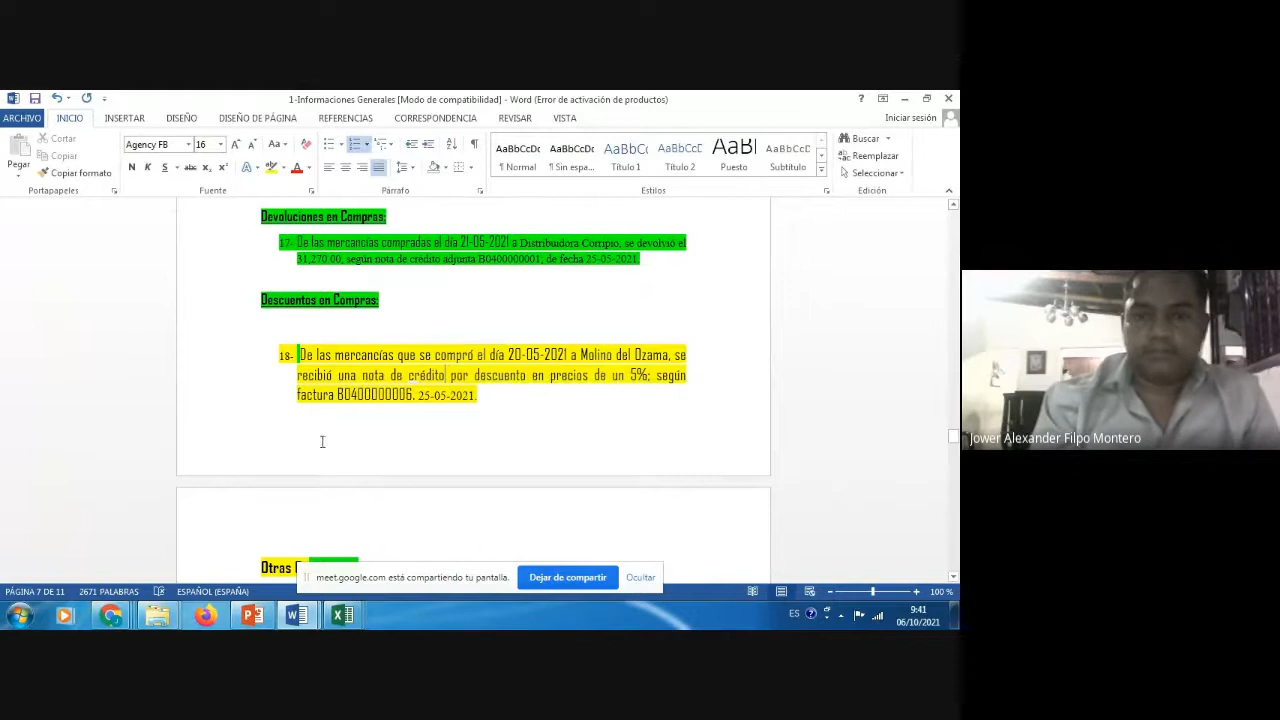 1-Informaciones Generales [Modo de compatibilidad] - Word (Error de activación de productos)
ARCHIVO INICIO INSERTAR DISEÑO DISEÑO DE PÁGINA REFERENCIAS CORRESPONDENCIA REVISAR VISTA Iniciar sesión
Pegar
Cortar
Copiar
Copiar formato
Portapapeles
Agency FB 16
N K S
Fuente
Párrafo
AaBbCcDc AaBbCcDc AaBbCc AaBbCcC AaBl AaBbCcC
¶ Normal ¶ Sin espa... Título 1 Título 2 Puesto Subtítulo
Estilos
Buscar
Reemplazar
Seleccionar
Edición
Devoluciones en Compras:
17- De las mercancías compradas el día 21-05-2021 a Distribuidora Corripio, se devolvió el
31,270.00, según nota de crédito adjunta B0400000001; de fecha 25-05-2021.
Descuentos en Compras:
18- De las mercancías que se compró el día 20-05-2021 a Molino del Ozama, se
recibió una nota de crédito por descuento en precios de un 5%; según
factura B0400000006. 25-05-2021.
Otras
meet.google.com está compartiendo tu pantalla. Dejar de compartir Ocultar
PÁGINA 7 DE 11 2671 PALABRAS ESPAÑOL (ESPAÑA) 100 %
ES 9:41
06/10/2021
Jower Alexander Filpo Montero